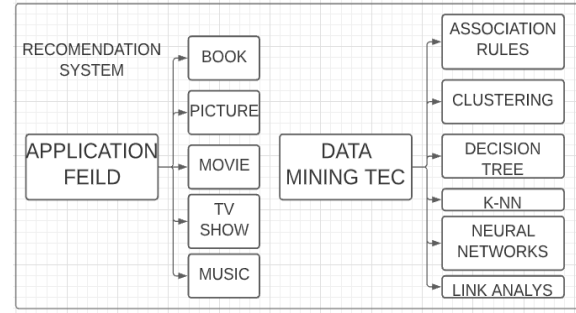 RECOMENDATION
SYSTEM
APPLICATION
FEILD
BOOK
PICTURE
MOVIE
TV
SHOW
MUSIC
DATA
MINING TEC
ASSOCIATION
RULES
CLUSTERING
DECISION
TREE
K-NN
NEURAL
NETWORKS
LINK ANALYS